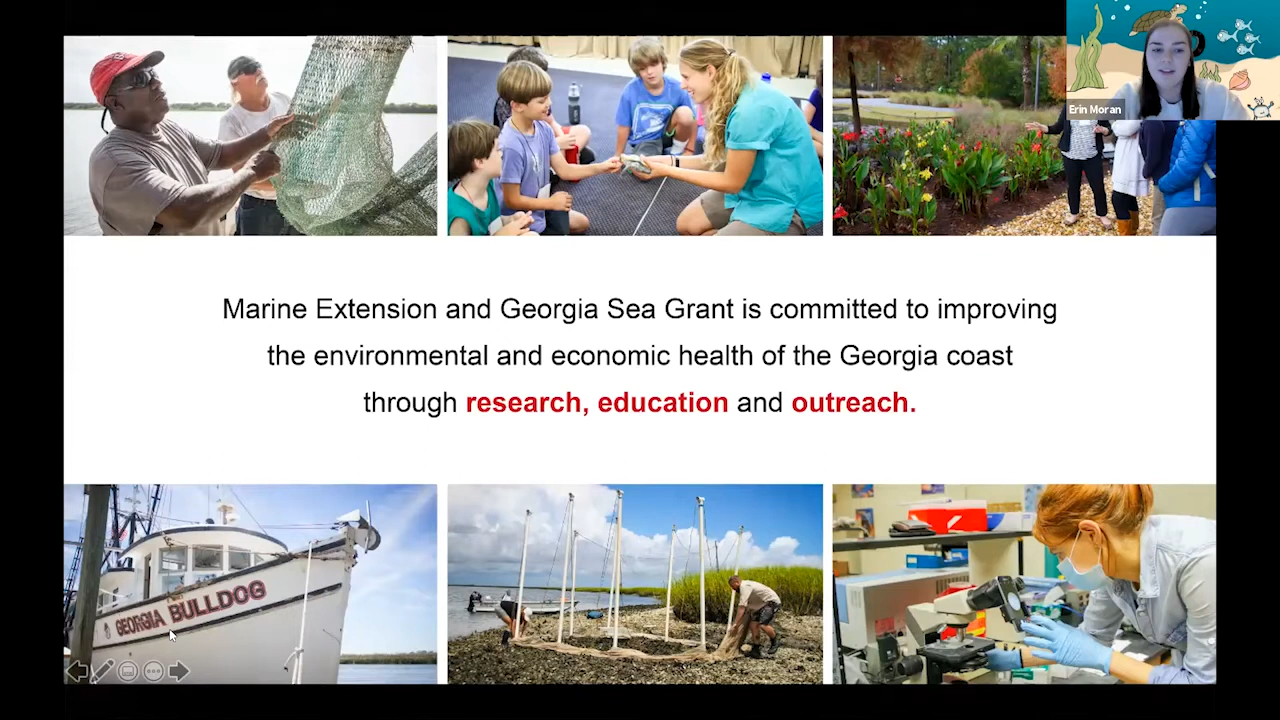 Erin Moran
Marine Extension and Georgia Sea Grant is committed to improving
the environmental and economic health of the Georgia coast
through research, education and outreach.
GEORGIA BULLDOG